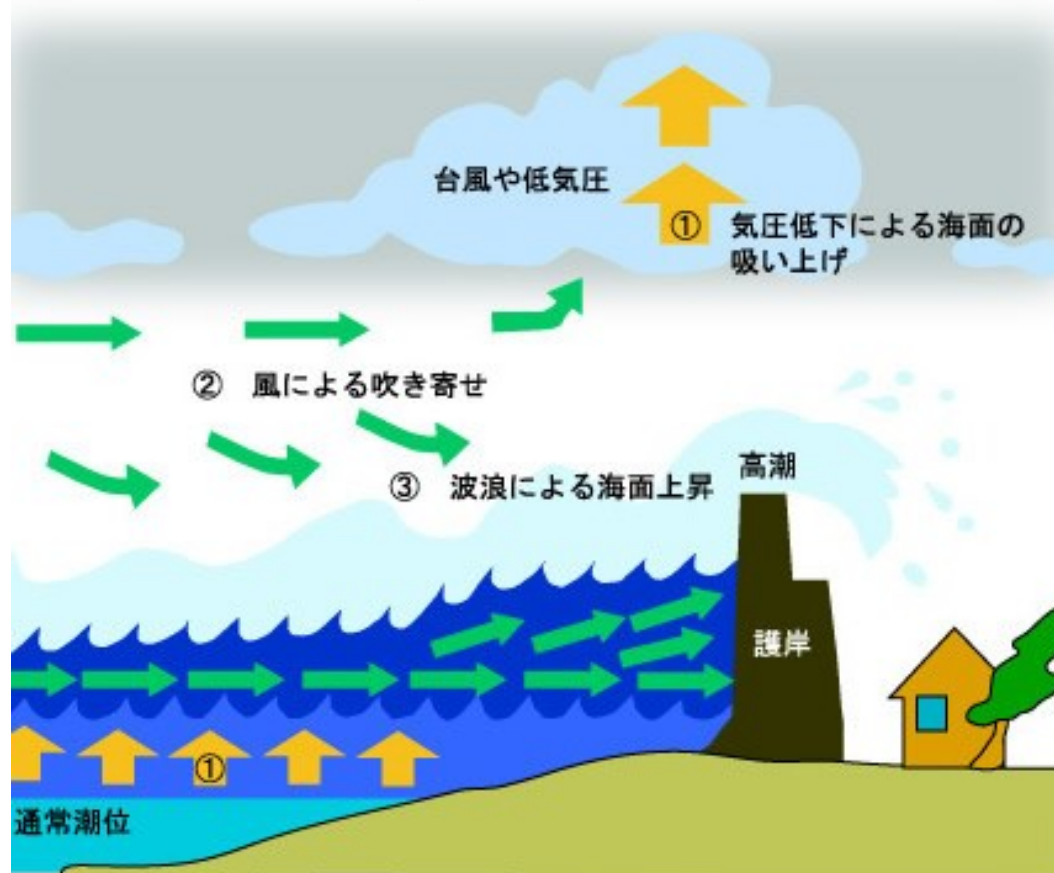 台風や低気圧
① 気圧低下による海面の
吸い上げ
② 風による吹き寄せ
③ 波浪による海面上昇
高潮
護岸
①
通常潮位